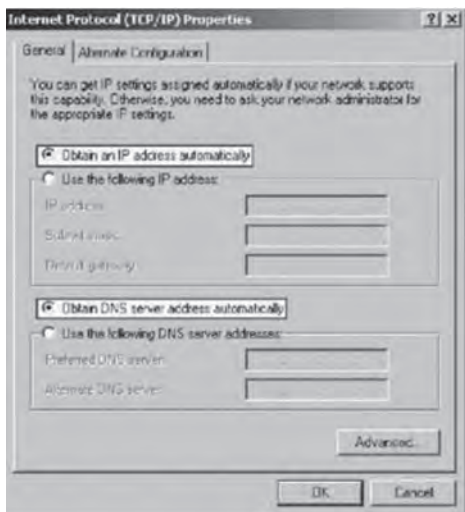 Internet Protocol (TCP/IP) Properties
General
Alternate Configuration
You can get IP settings assigned automatically if your network supports
this capability. Otherwise, you need to ask your network administrator for
the appropriate IP settings.
Obtain an IP address automatically
Use the following IP address:
IP address:
Subnet mask:
Default gateway:
Obtain DNS server address automatically
Use the following DNS server addresses:
Preferred DNS server:
Alternate DNS server:
Advanced...
OK
Cancel